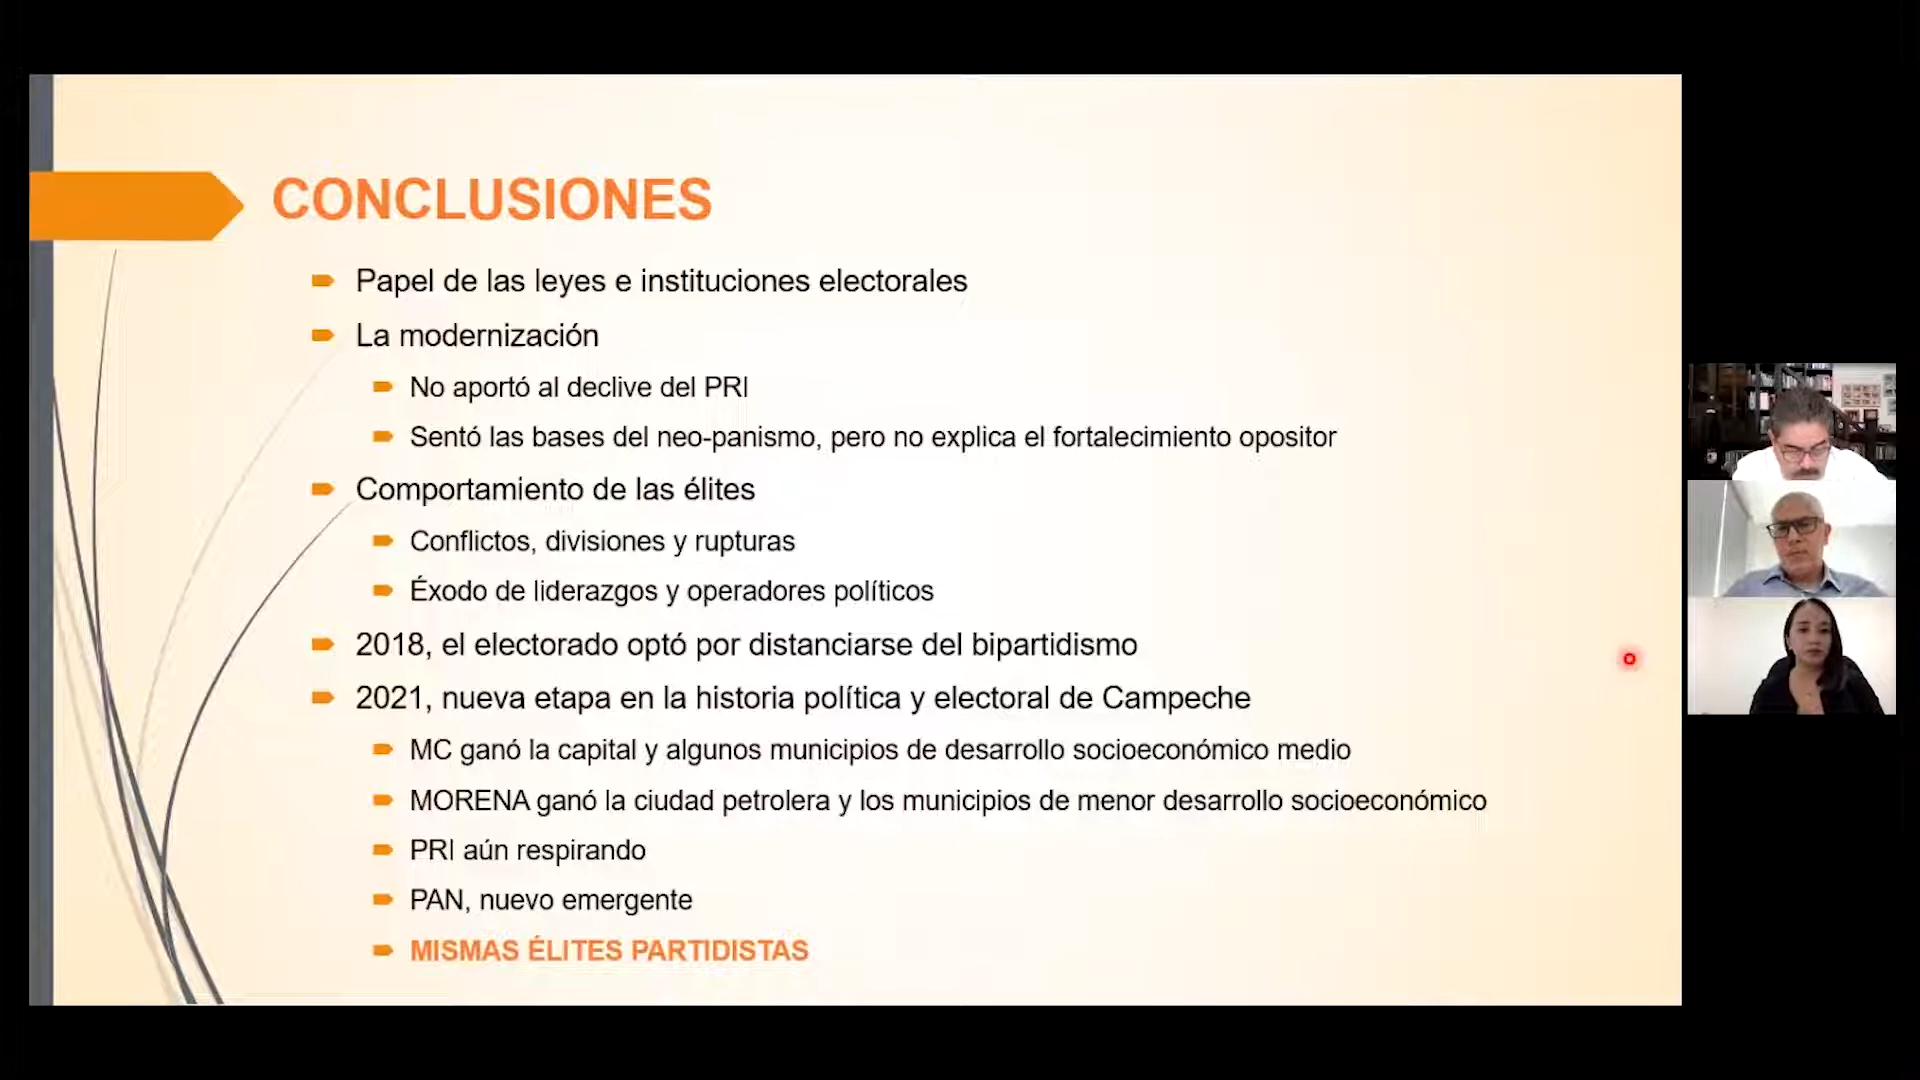 CONCLUSIONES
Papel de las leyes e instituciones electorales
La modernización
No aportó al declive del PRI
Sentó las bases del neo-panismo, pero no explica el fortalecimiento opositor
Comportamiento de las élites
Conflictos, divisiones y rupturas
Éxodo de liderazgos y operadores políticos
2018, el electorado optó por distanciarse del bipartidismo
2021, nueva etapa en la historia política y electoral de Campeche
MC ganó la capital y algunos municipios de desarrollo socioeconómico medio
MORENA ganó la ciudad petrolera y los municipios de menor desarrollo socioeconómico
PRI aún respirando
PAN, nuevo emergente
MISMAS ÉLITES PARTIDISTAS